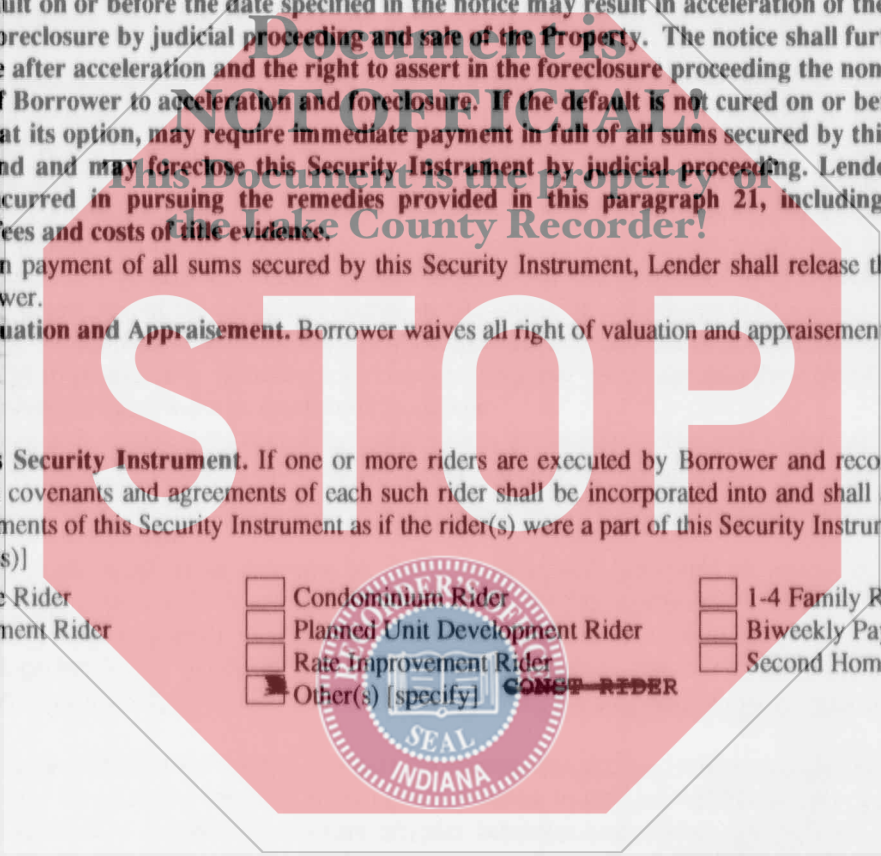 ult on or before the date specified in the notice may result in acceleration of the
oreclosure by judicial proceeding and sale of the Property. The notice shall fur
e after acceleration and the right to assert in the foreclosure proceeding the non
f Borrower to acceleration and foreclosure. If the default is not cured on or be
at its option, may require immediate payment in full of all sums secured by thi
nd and may foreclose this Security Instrument by judicial proceeding. Lende
curred in pursuing the remedies provided in this paragraph 21, including
ees and costs of title evidence.
n payment of all sums secured by this Security Instrument, Lender shall release th
wer.
uation and Appraisement. Borrower waives all right of valuation and appraisement
s Security Instrument. If one or more riders are executed by Borrower and reco
covenants and agreements of each such rider shall be incorporated into and shall
ments of this Security Instrument as if the rider(s) were a part of this Security Instrum
s)]
e Rider Condominium Rider 1-4 Family R
ment Rider Planned Unit Development Rider Biweekly Pay
Rate Improvement Rider Second Hom
Other(s) [specify] CONST RIDER
Document is
NOT OFFICIAL!
This Document is the property of
the Lake County Recorder!
STOP
RECORDER'S OFFICE
SEAL
INDIANA